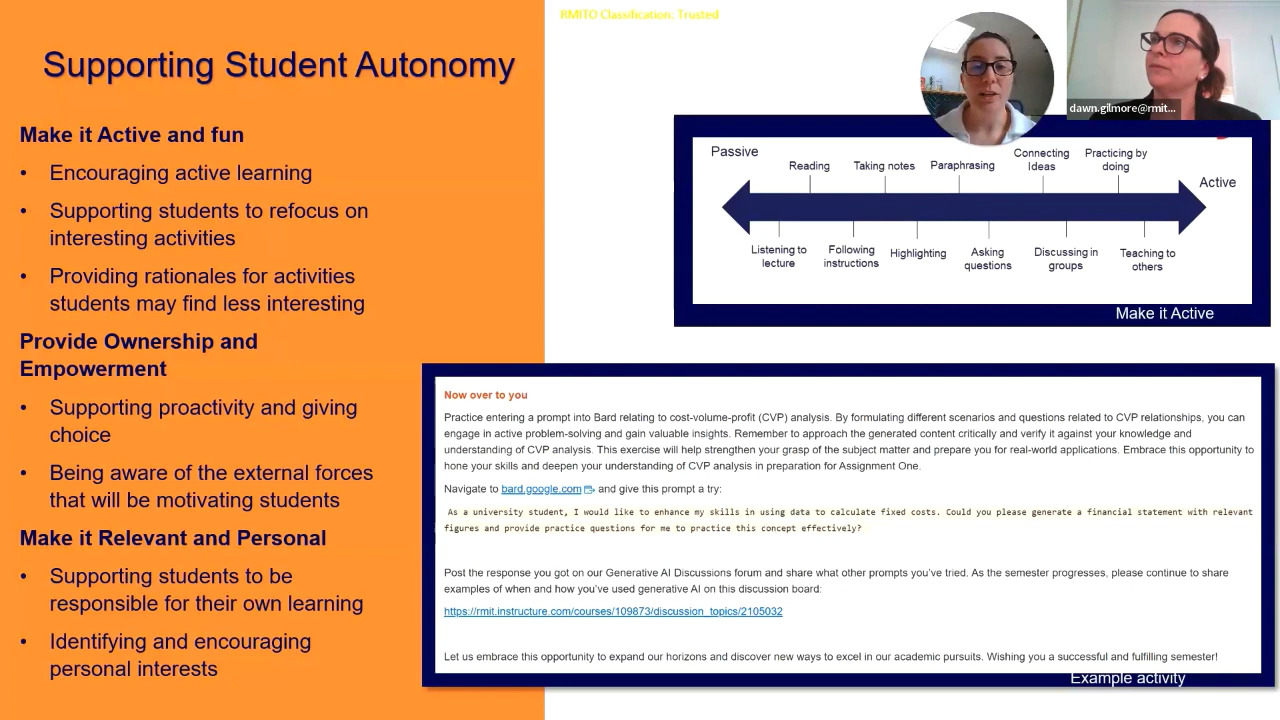 RMITO Classification: Trusted
Supporting Student Autonomy
Make it Active and fun
• Encouraging active learning
• Supporting students to refocus on
interesting activities
• Providing rationales for activities
students may find less interesting
Provide Ownership and
Empowerment
• Supporting proactivity and giving
choice
• Being aware of the external forces
that will be motivating students
Make it Relevant and Personal
• Supporting students to be
responsible for their own learning
• Identifying and encouraging
personal interests
dawn.gilmore@rmit...
Passive
Reading
Taking notes
Paraphrasing
Connecting
Ideas
Practicing by
doing
Active
Listening to
lecture
Following
instructions
Highlighting
Asking
questions
Discussing in
groups
Teaching to
others
Make it Active
Now over to you
Practice entering a prompt into Bard relating to cost-volume-profit (CVP) analysis. By formulating different scenarios and questions related to CVP relationships, you can
engage in active problem-solving and gain valuable insights. Remember to approach the generated content critically and verify it against your knowledge and
understanding of CVP analysis. This exercise will help strengthen your grasp of the subject matter and prepare you for real-world applications. Embrace this opportunity to
hone your skills and deepen your understanding of CVP analysis in preparation for Assignment One.
Navigate to bard.google.com and give this prompt a try:
As a university student, I would like to enhance my skills in using data to calculate fixed costs. Could you please generate a financial statement with relevant
figures and provide practice questions for me to practice this concept effectively?
Post the response you got on our Generative AI Discussions forum and share what other prompts you've tried. As the semester progresses, please continue to share
examples of when and how you've used generative AI on this discussion board:
https://rmit.instructure.com/courses/109873/discussion_topics/2105032
Let us embrace this opportunity to expand our horizons and discover new ways to excel in our academic pursuits. Wishing you a successful and fulfilling semester!
Example activity